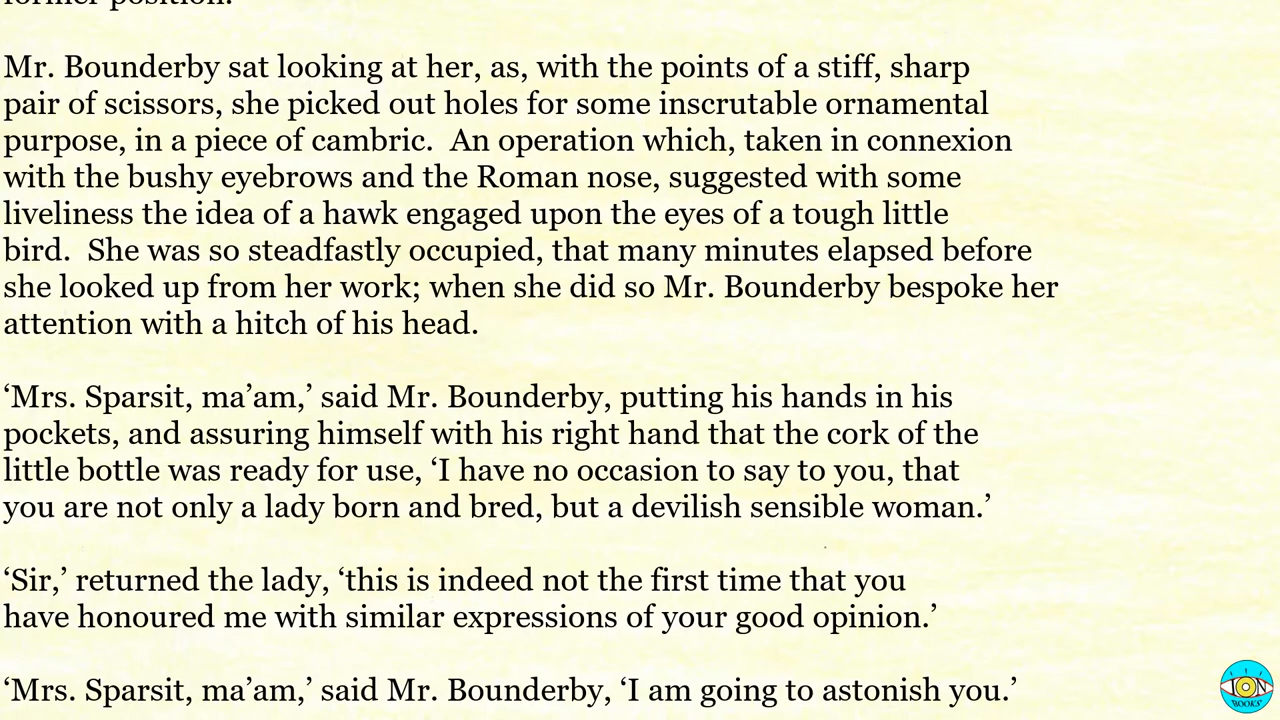 former position.
Mr. Bounderby sat looking at her, as, with the points of a stiff, sharp
pair of scissors, she picked out holes for some inscrutable ornamental
purpose, in a piece of cambric.  An operation which, taken in connexion
with the bushy eyebrows and the Roman nose, suggested with some
liveliness the idea of a hawk engaged upon the eyes of a tough little
bird.  She was so steadfastly occupied, that many minutes elapsed before
she looked up from her work; when she did so Mr. Bounderby bespoke her
attention with a hitch of his head.
‘Mrs. Sparsit, ma’am,’ said Mr. Bounderby, putting his hands in his
pockets, and assuring himself with his right hand that the cork of the
little bottle was ready for use, ‘I have no occasion to say to you, that
you are not only a lady born and bred, but a devilish sensible woman.’
‘Sir,’ returned the lady, ‘this is indeed not the first time that you
have honoured me with similar expressions of your good opinion.’
‘Mrs. Sparsit, ma’am,’ said Mr. Bounderby, ‘I am going to astonish you.’
ION
BOOKS